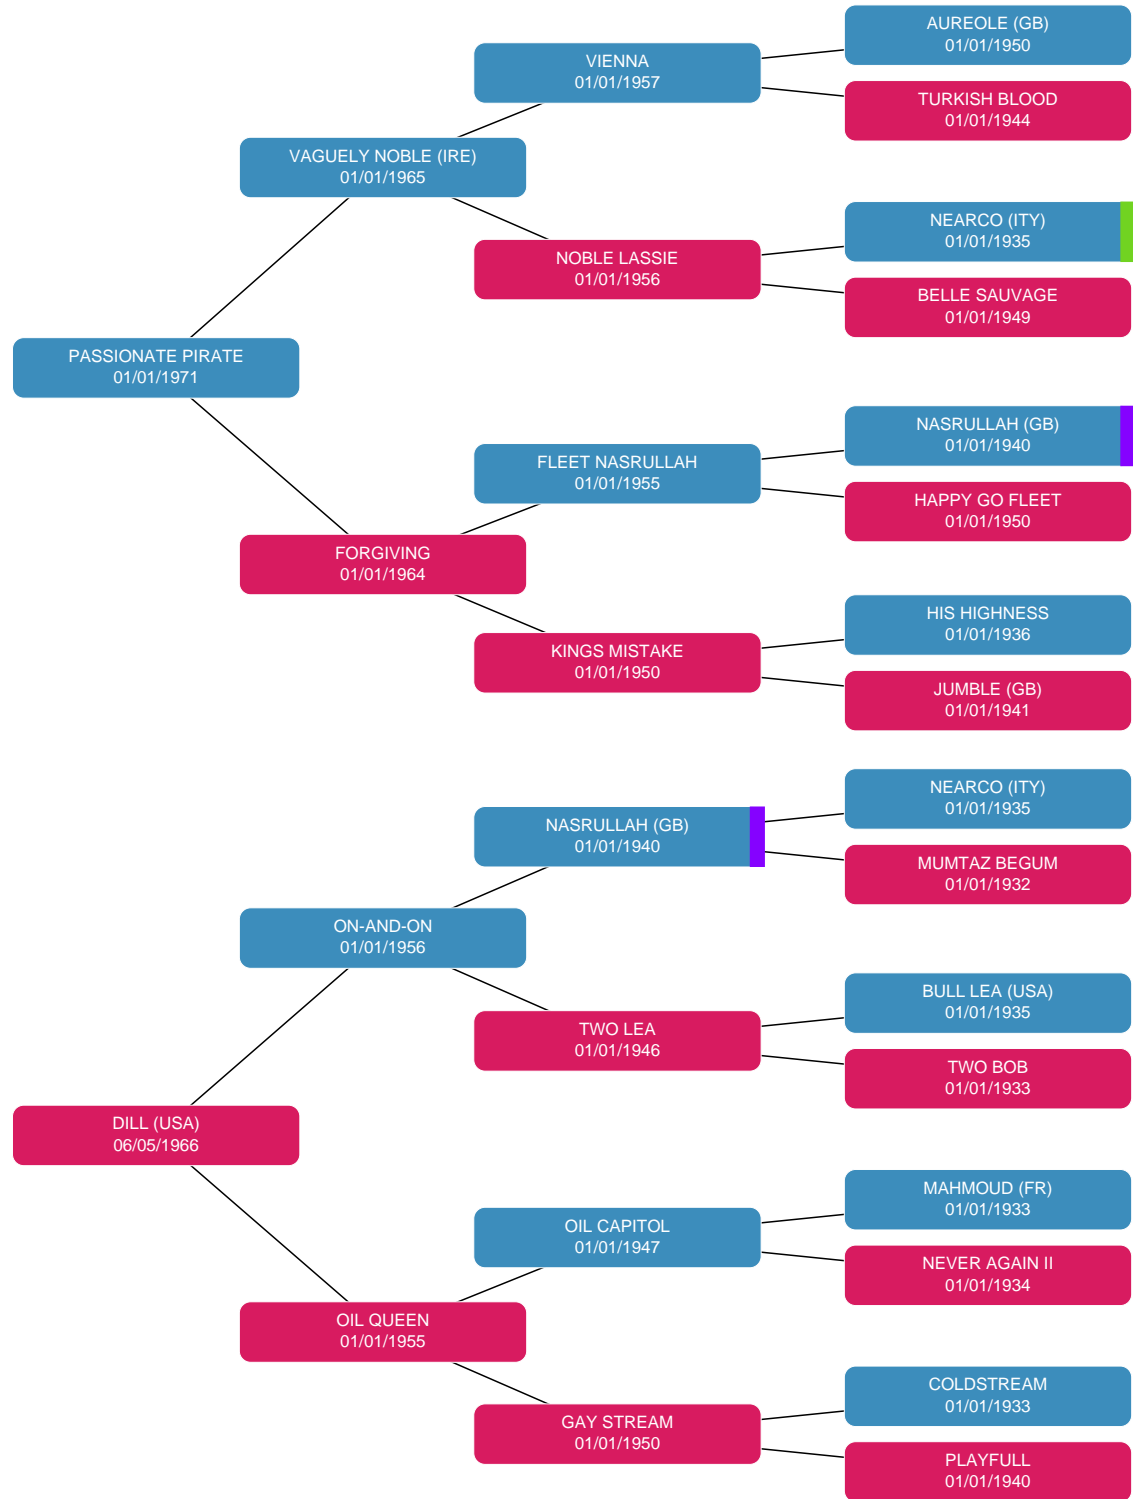 AUREOLE (GB)
01/01/1950
VIENNA
01/01/1957
TURKISH BLOOD
01/01/1944
VAGUELY NOBLE (IRE)
01/01/1965
NEARCO (ITY)
01/01/1935
NOBLE LASSIE
01/01/1956
BELLE SAUVAGE
01/01/1949
PASSIONATE PIRATE
01/01/1971
NASRULLAH (GB)
01/01/1940
FLEET NASRULLAH
01/01/1955
HAPPY GO FLEET
01/01/1950
FORGIVING
01/01/1964
HIS HIGHNESS
01/01/1936
KINGS MISTAKE
01/01/1950
JUMBLE (GB)
01/01/1941
NEARCO (ITY)
01/01/1935
NASRULLAH (GB)
01/01/1940
MUMTAZ BEGUM
01/01/1932
ON-AND-ON
01/01/1956
BULL LEA (USA)
01/01/1935
TWO LEA
01/01/1946
TWO BOB
01/01/1933
DILL (USA)
06/05/1966
MAHMOUD (FR)
01/01/1933
OIL CAPITOL
01/01/1947
NEVER AGAIN II
01/01/1934
OIL QUEEN
01/01/1955
COLDSTREAM
01/01/1933
GAY STREAM
01/01/1950
PLAYFULL
01/01/1940